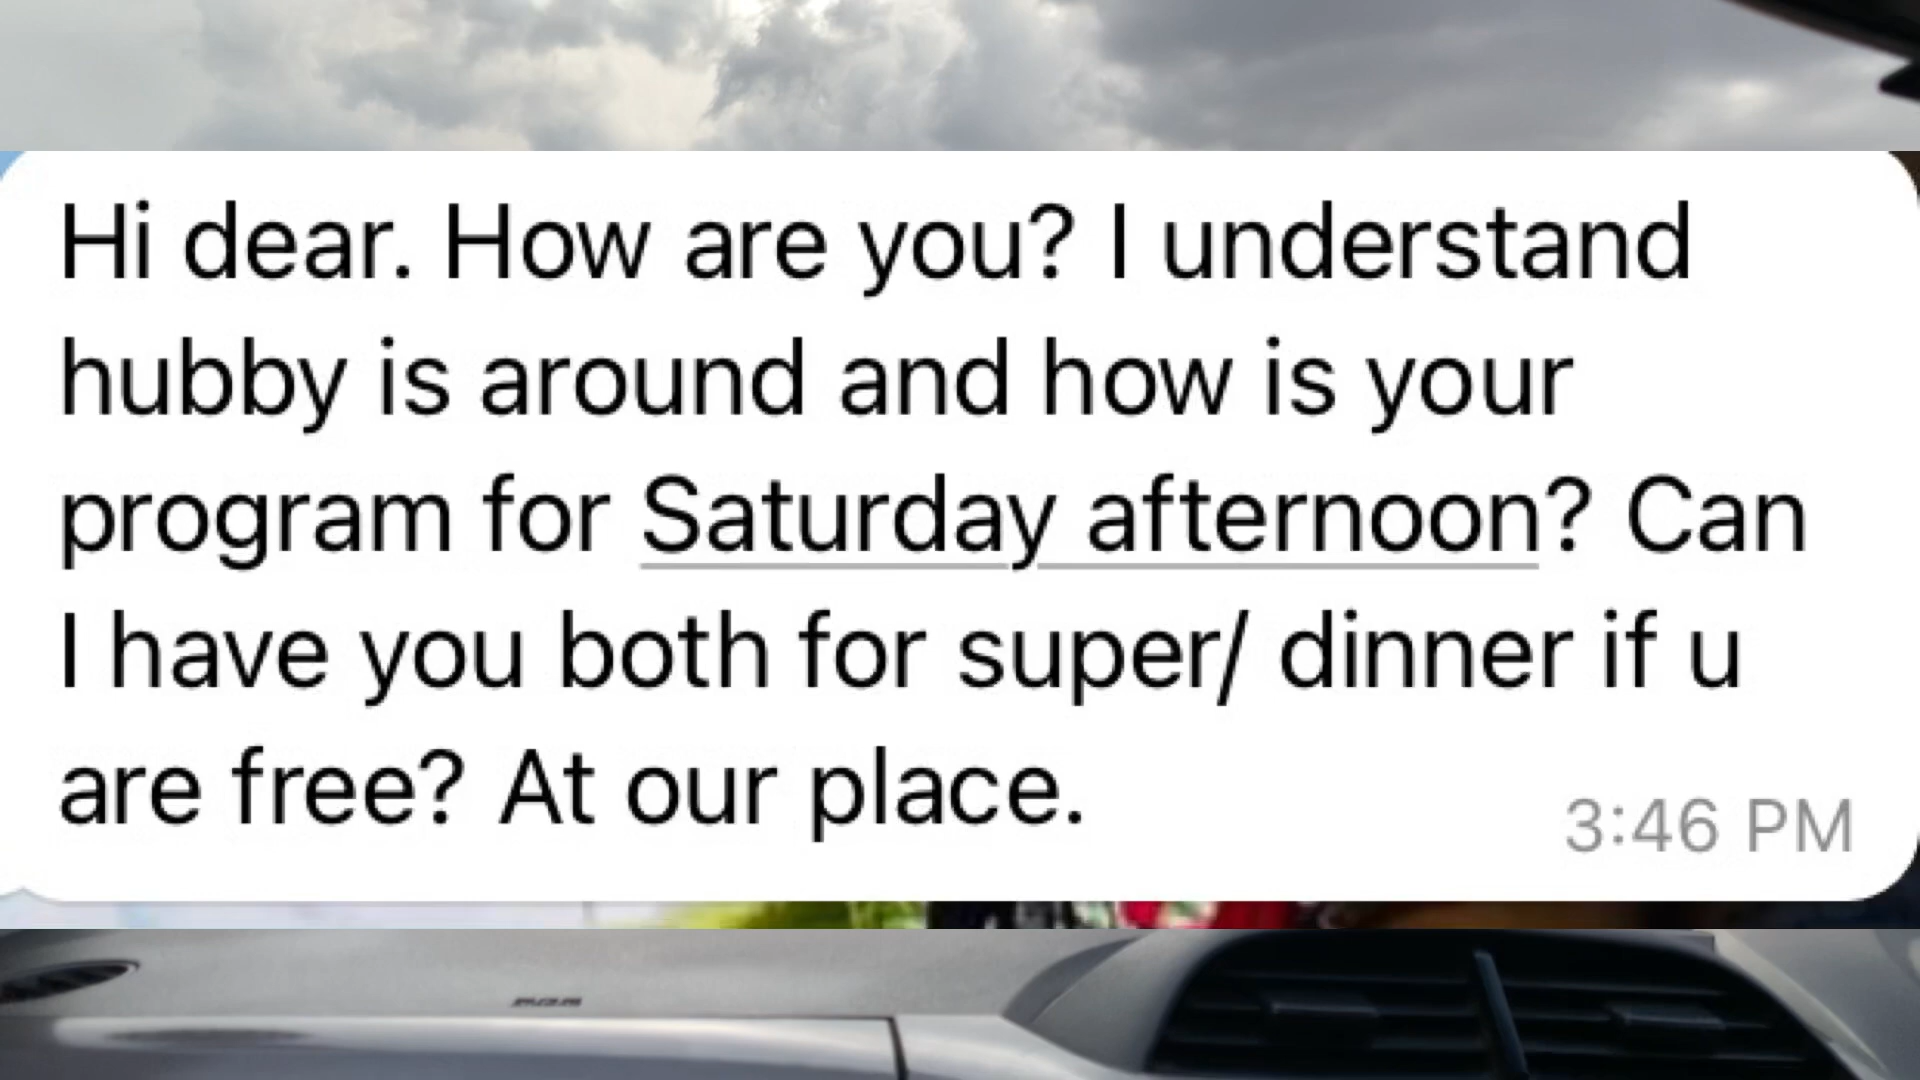 Hi dear. How are you? I understand
hubby is around and how is your
program for Saturday afternoon? Can
I have you both for super/ dinner if u
are free? At our place.
3:46 PM